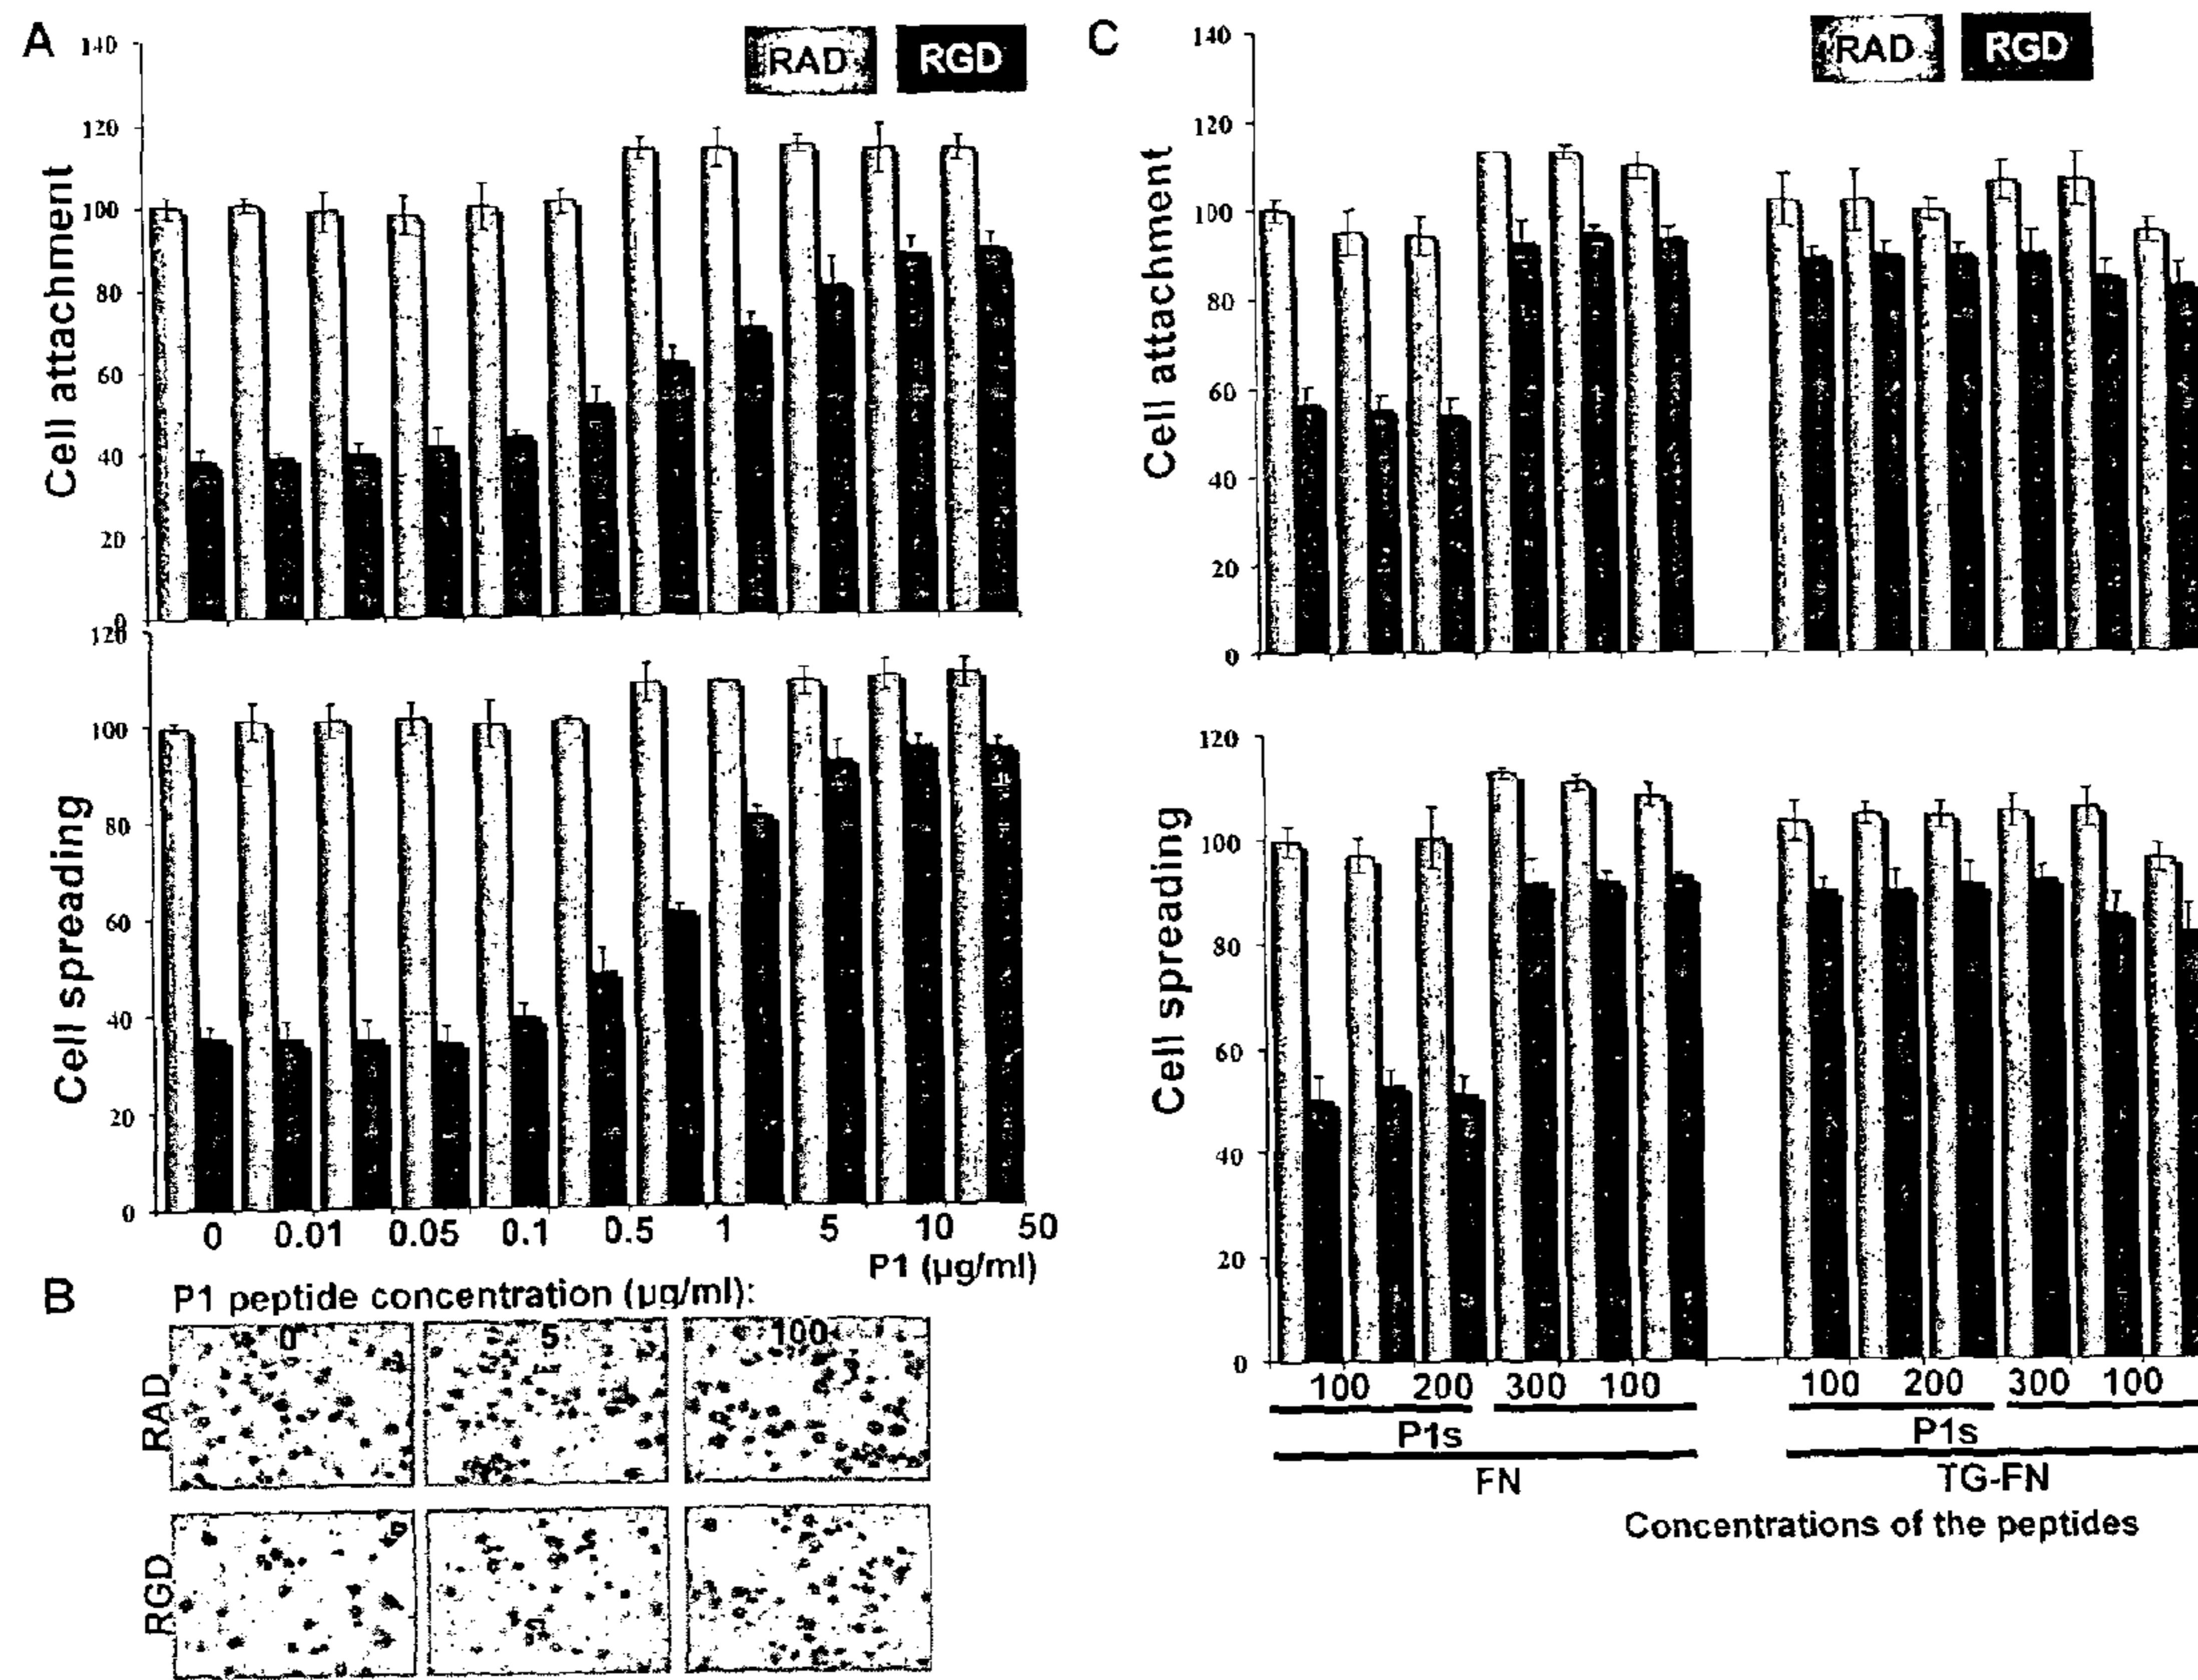 A
RAD RGD
140
120
100
80
60
40
20
0
Cell attachment
120
100
80
60
40
20
0
Cell spreading
0 0.01 0.05 0.1 0.5 1 5 10 50
P1 (µg/ml)
B
P1 peptide concentration (µg/ml):
0 5 100
RAD
RGD
C
RAD RGD
140
120
100
80
60
40
20
0
Cell attachment
120
100
80
60
40
20
0
Cell spreading
100 200 300 100 100 200 300 100
P1s P1s
FN TG-FN
Concentrations of the peptides